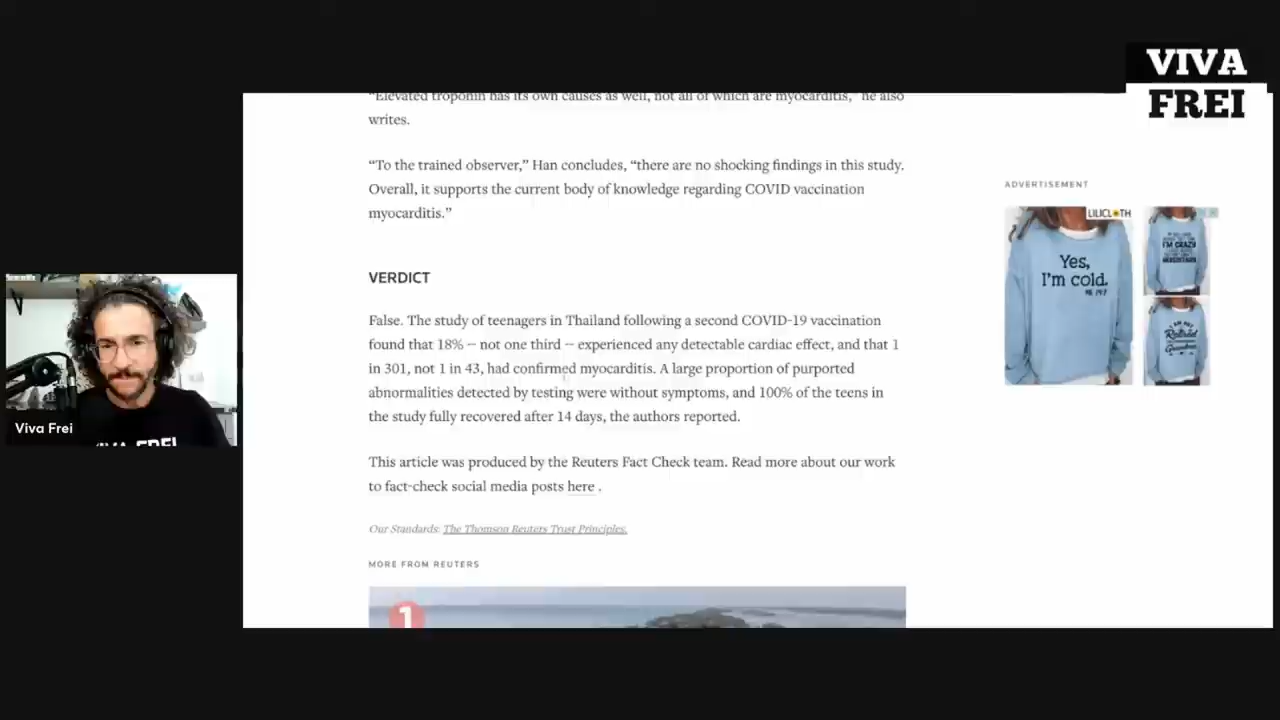 VIVA
FREI
“Elevated troponin has its own causes as well, not all of which are myocarditis,” he also
writes.
“To the trained observer,” Han concludes, “there are no shocking findings in this study.
Overall, it supports the current body of knowledge regarding COVID vaccination
myocarditis.”
VERDICT
False. The study of teenagers in Thailand following a second COVID-19 vaccination
found that 18% -- not one third -- experienced any detectable cardiac effect, and that 1
in 301, not 1 in 43, had confirmed myocarditis. A large proportion of purported
abnormalities detected by testing were without symptoms, and 100% of the teens in
the study fully recovered after 14 days, the authors reported.
This article was produced by the Reuters Fact Check team. Read more about our work
to fact-check social media posts here .
Our Standards: The Thomson Reuters Trust Principles.
MORE FROM REUTERS
1
ADVERTISEMENT
LILICLOTH
Yes,
I'm cold.
I'M CRAZY
Retired
Viva Frei
VIVA FREI